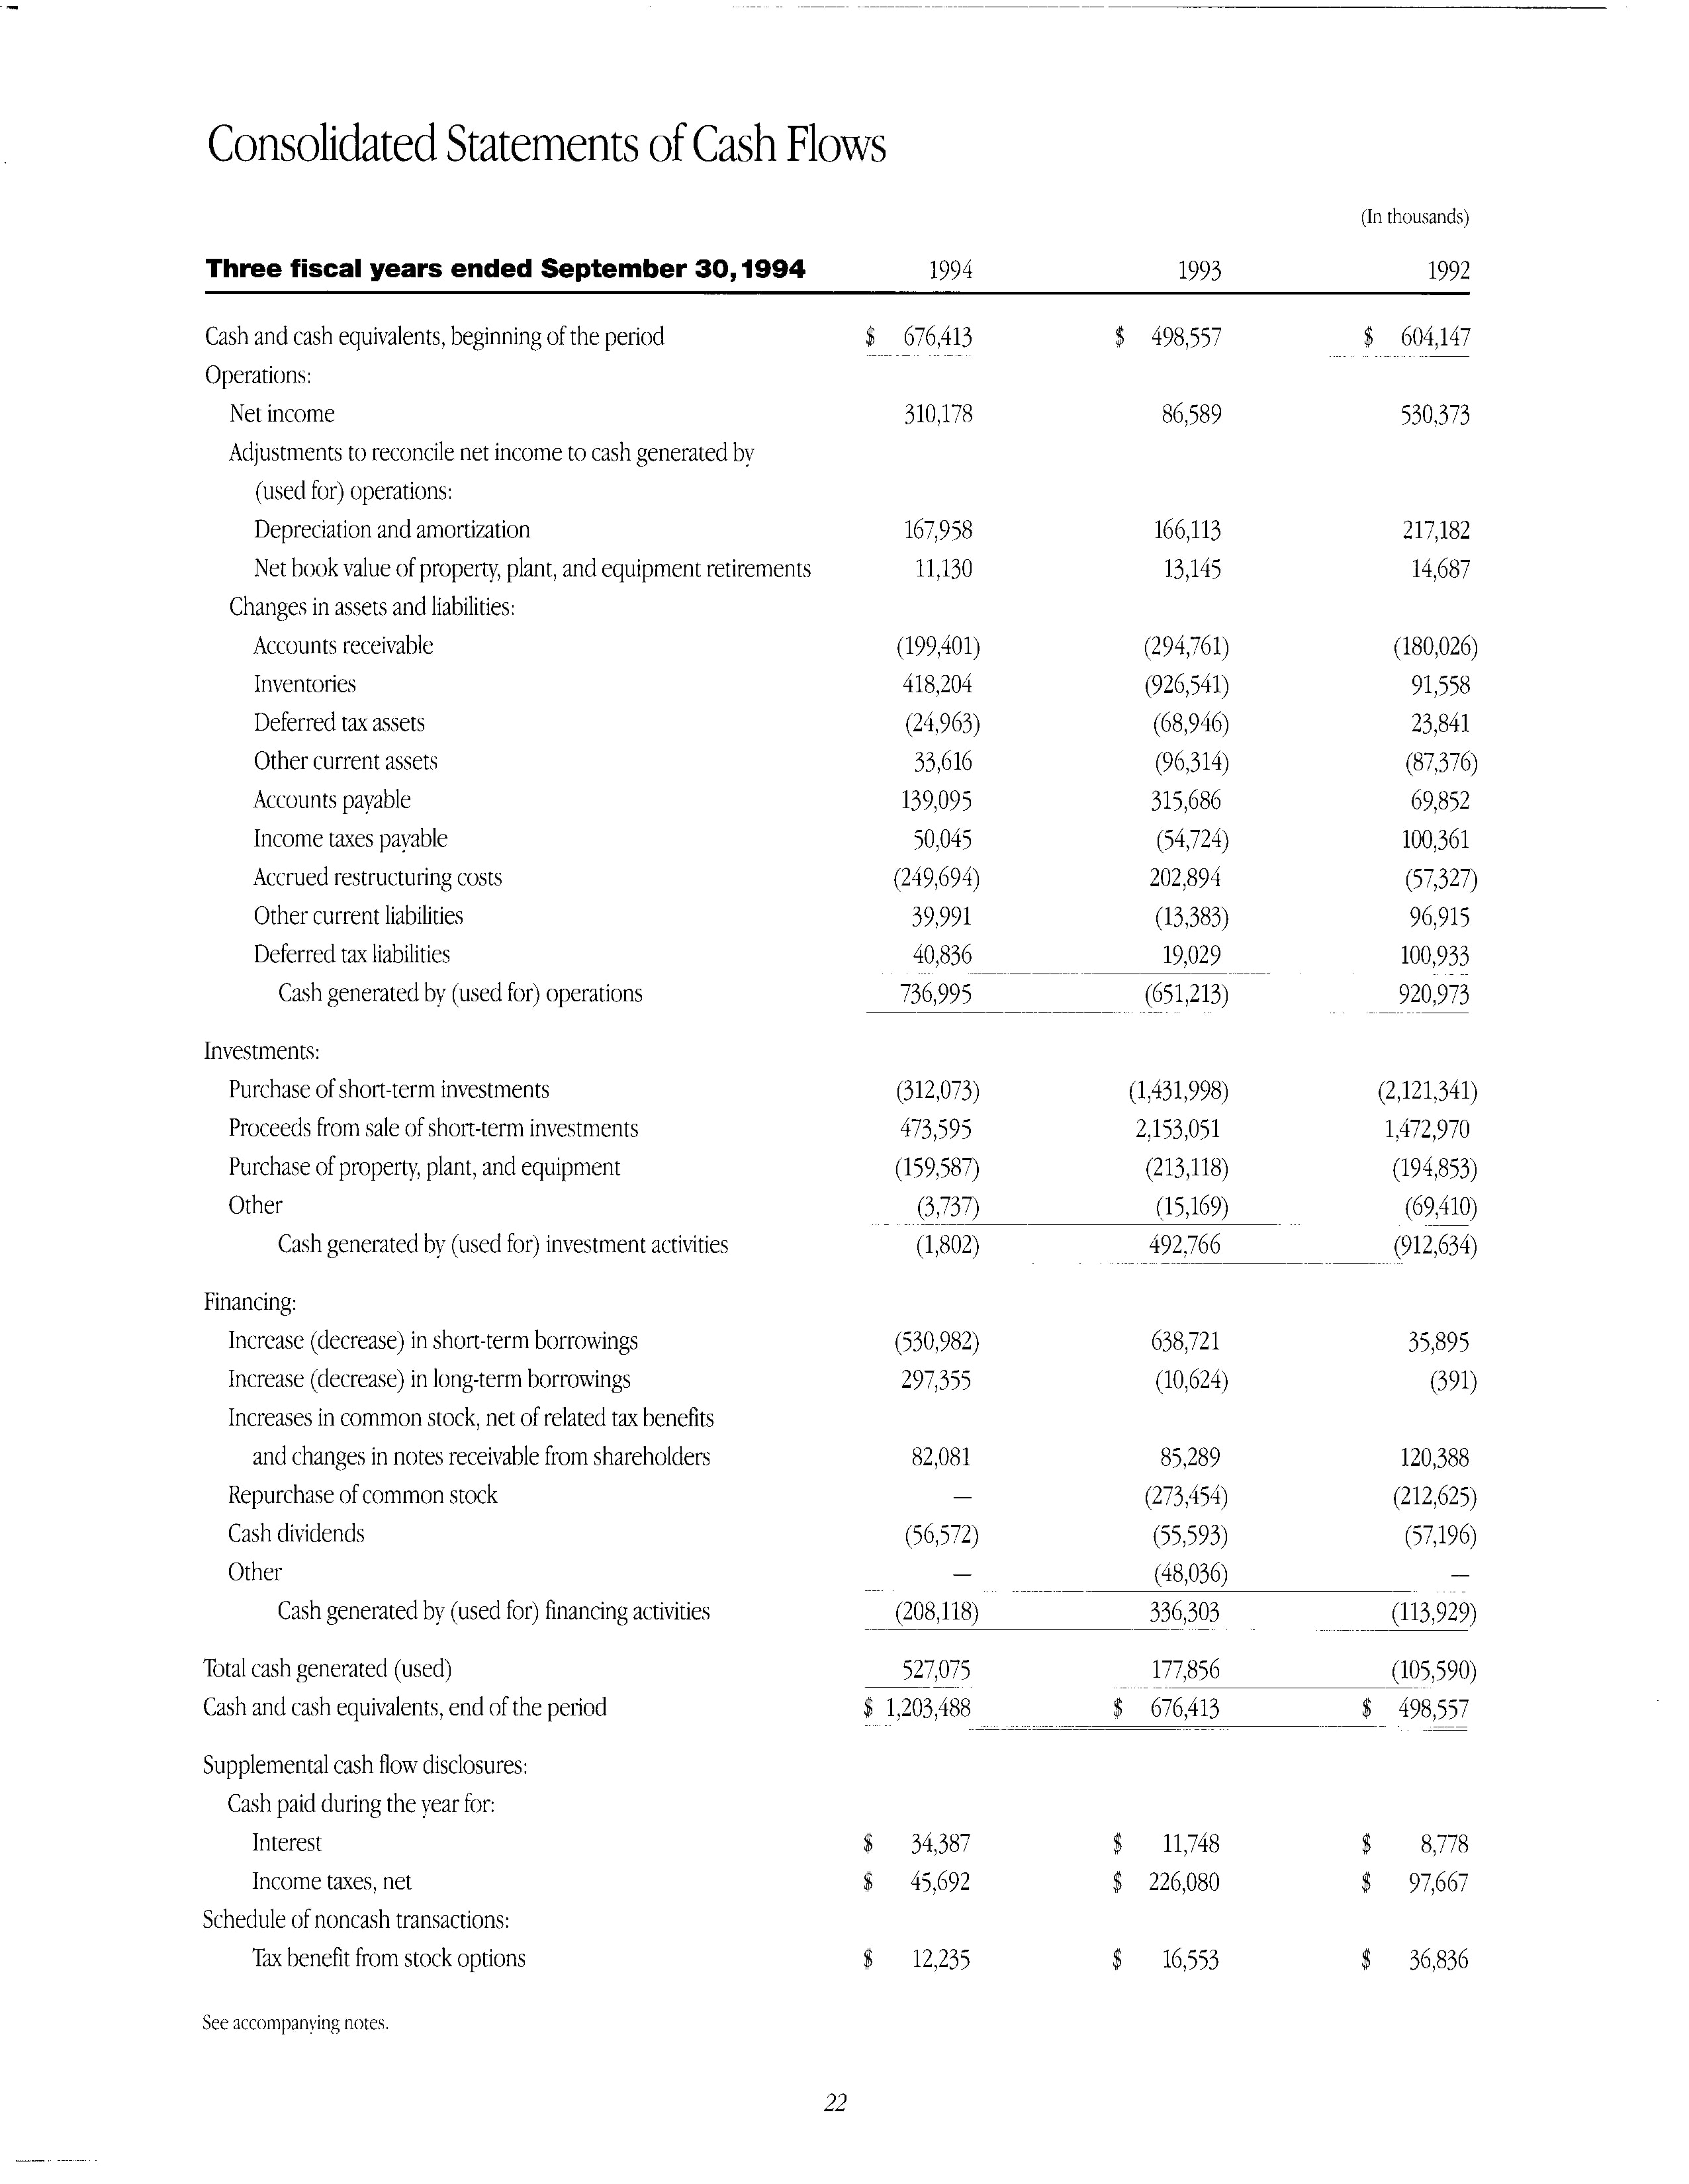 Consolidated Statements of Cash Flows
(In thousands)
Three fiscal years ended September 30, 1994 1994 1993 1992
Cash and cash equivalents, beginning of the period $ 676,413 $ 498,557 $ 604,147
Operations:
Net income 310,178 86,589 530,373
Adjustments to reconcile net income to cash generated by
(used for) operations:
Depreciation and amortization 167,958 166,113 217,182
Net book value of property, plant, and equipment retirements 11,130 13,145 14,687
Changes in assets and liabilities:
Accounts receivable (199,401) (294,761) (180,026)
Inventories 418,204 (926,541) 91,558
Deferred tax assets (24,963) (68,946) 23,841
Other current assets 33,616 (96,314) (87,376)
Accounts payable 139,095 315,686 69,852
Income taxes payable 50,045 (54,724) 100,361
Accrued restructuring costs (249,694) 202,894 (57,327)
Other current liabilities 39,991 (13,383) 96,915
Deferred tax liabilities 40,836 19,029 100,933
Cash generated by (used for) operations 736,995 (651,213) 920,973
Investments:
Purchase of short-term investments (312,073) (1,431,998) (2,121,341)
Proceeds from sale of short-term investments 473,595 2,153,051 1,472,970
Purchase of property, plant, and equipment (159,587) (213,118) (194,853)
Other (3,737) (15,169) (69,410)
Cash generated by (used for) investment activities (1,802) 492,766 (912,634)
Financing:
Increase (decrease) in short-term borrowings (530,982) 638,721 35,895
Increase (decrease) in long-term borrowings 297,355 (10,624) (391)
Increases in common stock, net of related tax benefits
and changes in notes receivable from shareholders 82,081 85,289 120,388
Repurchase of common stock — (273,454) (212,625)
Cash dividends (56,572) (55,593) (57,196)
Other — (48,036) —
Cash generated by (used for) financing activities (208,118) 336,303 (113,929)
Total cash generated (used) 527,075 177,856 (105,590)
Cash and cash equivalents, end of the period $ 1,203,488 $ 676,413 $ 498,557
Supplemental cash flow disclosures:
Cash paid during the year for:
Interest $ 34,387 $ 11,748 $ 8,778
Income taxes, net $ 45,692 $ 226,080 $ 97,667
Schedule of noncash transactions:
Tax benefit from stock options $ 12,235 $ 16,553 $ 36,836
See accompanying notes.
22